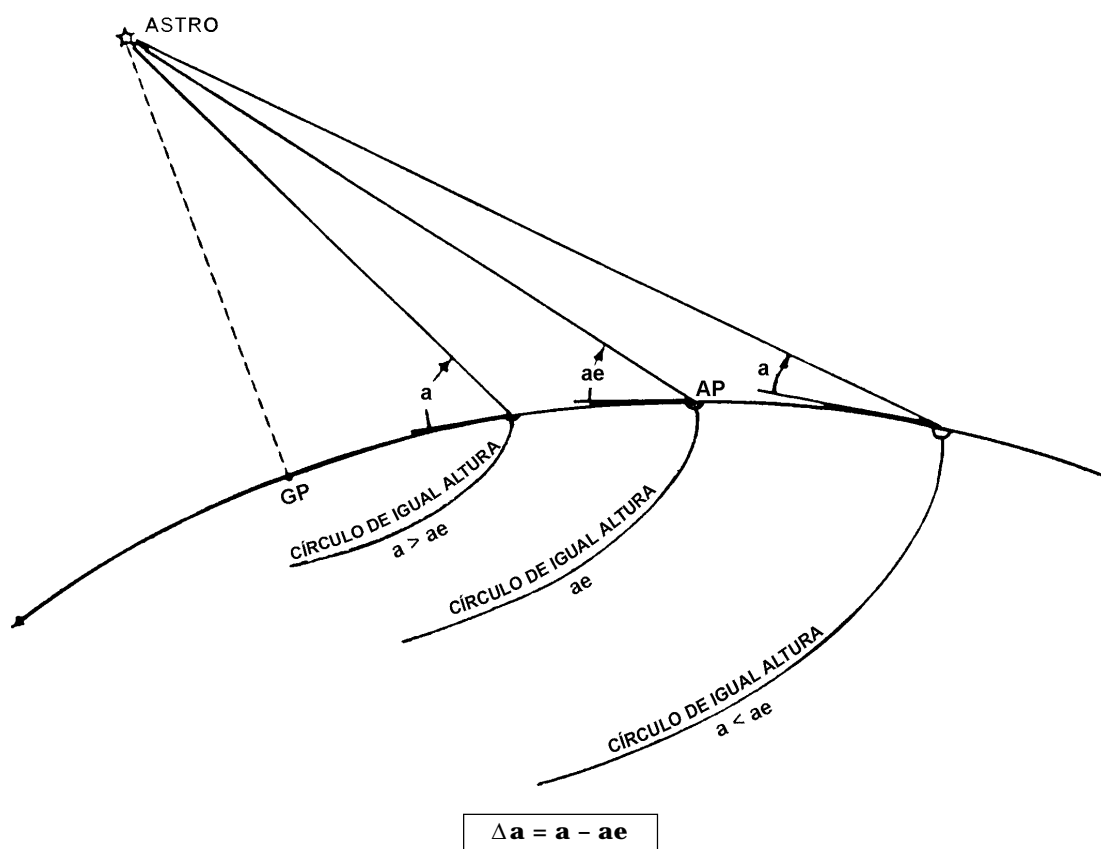 ASTRO
a
ae
AP
a
GP
CÍRCULO DE IGUAL ALTURA
a > ae
CÍRCULO DE IGUAL ALTURA
ae
CÍRCULO DE IGUAL ALTURA
a < ae
Δa = a – ae